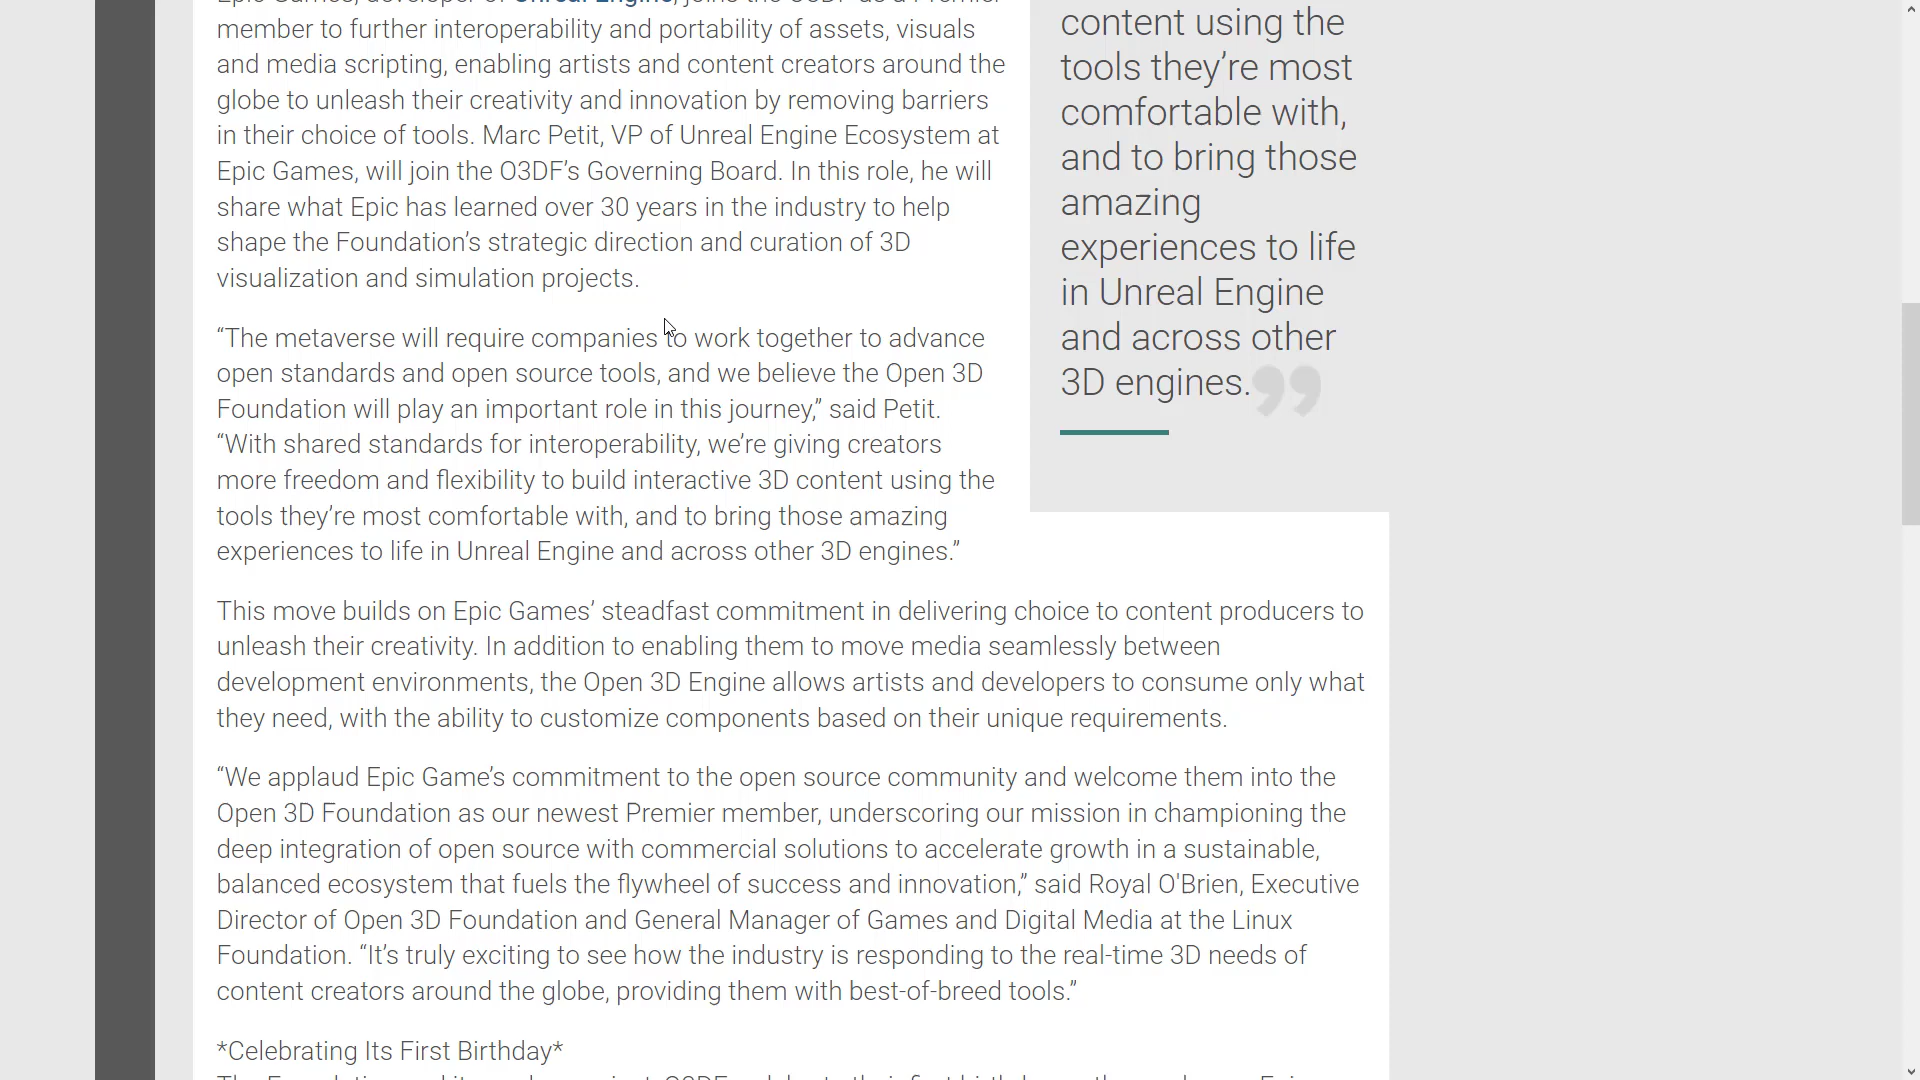 member to further interoperability and portability of assets, visuals
and media scripting, enabling artists and content creators around the
globe to unleash their creativity and innovation by removing barriers
in their choice of tools. Marc Petit, VP of Unreal Engine Ecosystem at
Epic Games, will join the O3DF’s Governing Board. In this role, he will
share what Epic has learned over 30 years in the industry to help
shape the Foundation’s strategic direction and curation of 3D
visualization and simulation projects.
“The metaverse will require companies to work together to advance
open standards and open source tools, and we believe the Open 3D
Foundation will play an important role in this journey,” said Petit.
“With shared standards for interoperability, we’re giving creators
more freedom and flexibility to build interactive 3D content using the
tools they’re most comfortable with, and to bring those amazing
experiences to life in Unreal Engine and across other 3D engines.”
content using the
tools they’re most
comfortable with,
and to bring those
amazing
experiences to life
in Unreal Engine
and across other
3D engines.”
This move builds on Epic Games’ steadfast commitment in delivering choice to content producers to
unleash their creativity. In addition to enabling them to move media seamlessly between
development environments, the Open 3D Engine allows artists and developers to consume only what
they need, with the ability to customize components based on their unique requirements.
“We applaud Epic Game’s commitment to the open source community and welcome them into the
Open 3D Foundation as our newest Premier member, underscoring our mission in championing the
deep integration of open source with commercial solutions to accelerate growth in a sustainable,
balanced ecosystem that fuels the flywheel of success and innovation,” said Royal O'Brien, Executive
Director of Open 3D Foundation and General Manager of Games and Digital Media at the Linux
Foundation. “It’s truly exciting to see how the industry is responding to the real-time 3D needs of
content creators around the globe, providing them with best-of-breed tools.”
*Celebrating Its First Birthday*